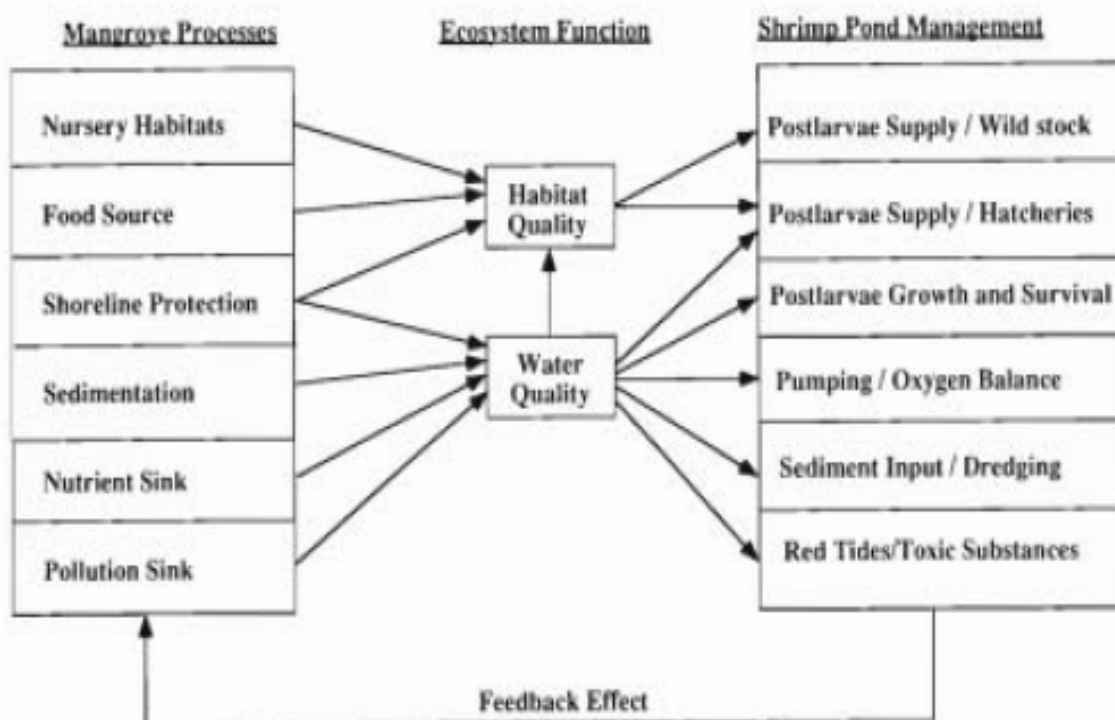 Mangrove Processes
Ecosystem Function
Shrimp Pond Management
Nursery Habitats
Food Source
Shoreline Protection
Sedimentation
Nutrient Sink
Pollution Sink
Habitat
Quality
Water
Quality
Postlarvae Supply / Wild stock
Postlarvae Supply / Hatcheries
Postlarvae Growth and Survival
Pumping / Oxygen Balance
Sediment Input / Dredging
Red Tides/Toxic Substances
Feedback Effect